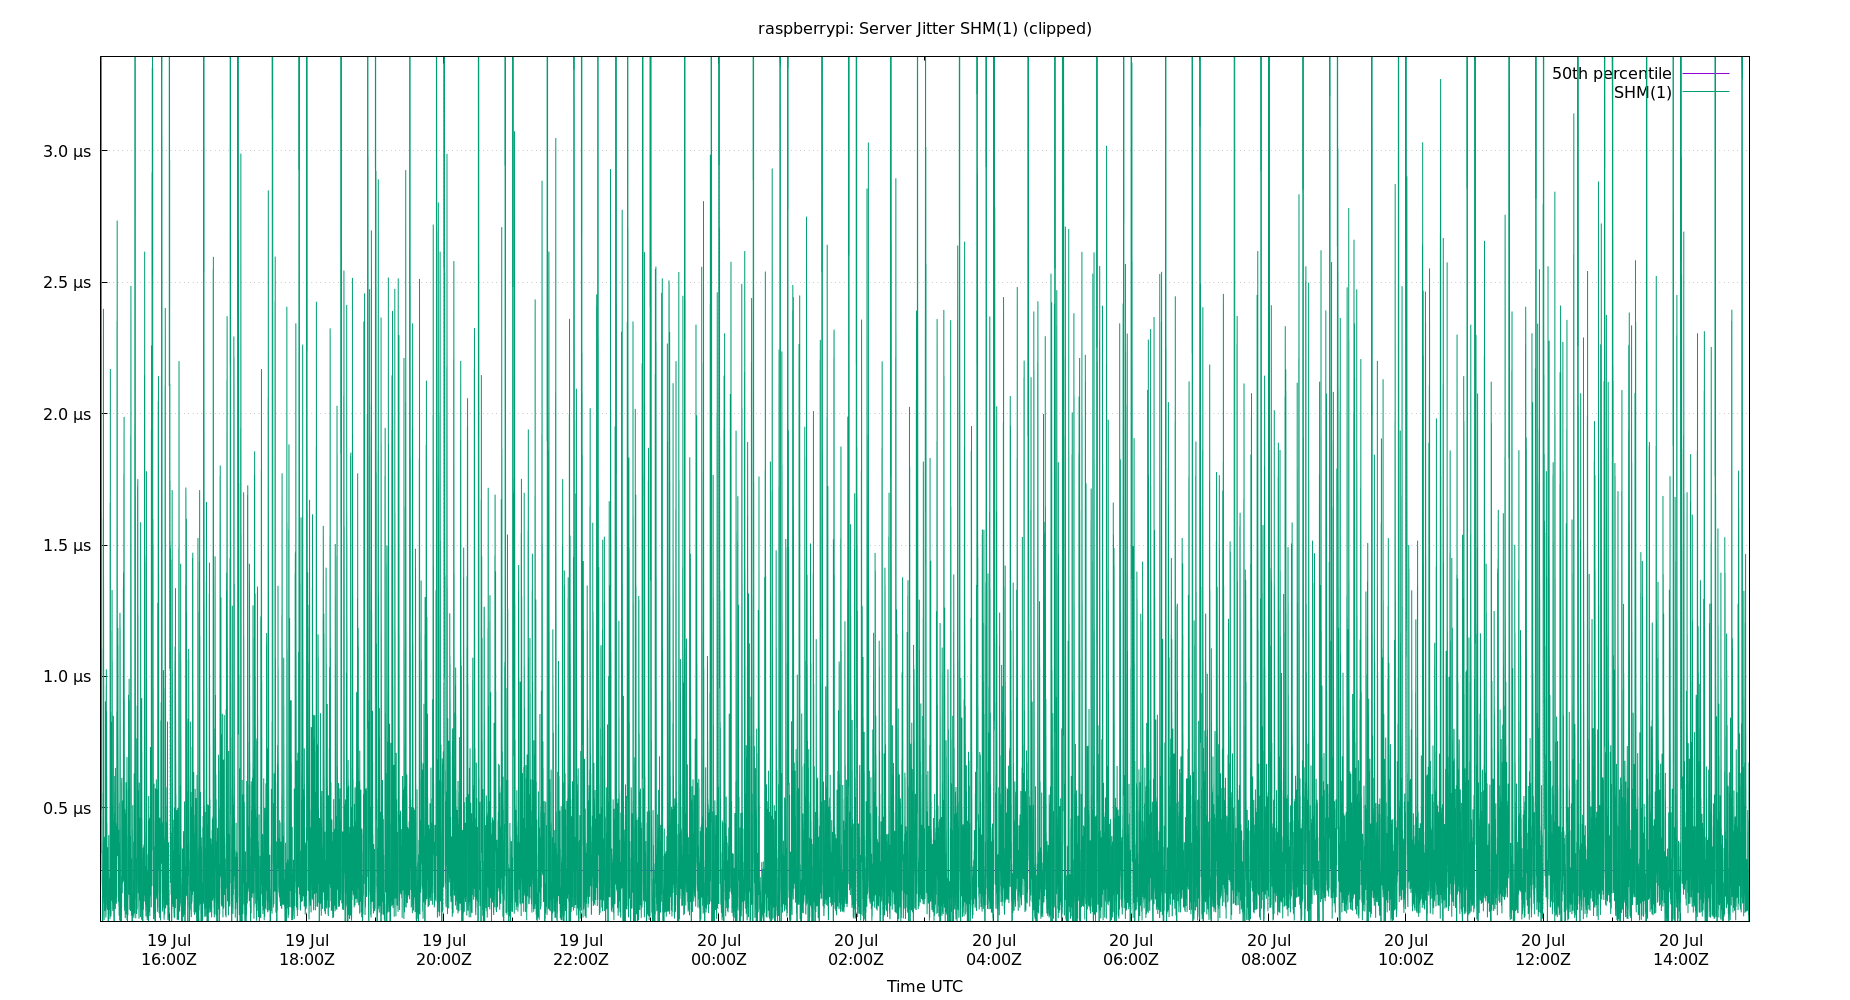 raspberrypi: Server Jitter SHM(1) (clipped)
50th percentile
SHM(1)
3.0 µs
2.5 µs
2.0 µs
1.5 µs
1.0 µs
0.5 µs
19 Jul 19 Jul 19 Jul 19 Jul 20 Jul 20 Jul 20 Jul 20 Jul 20 Jul 20 Jul 20 Jul 20 Jul
16:00Z 18:00Z 20:00Z 22:00Z 00:00Z 02:00Z 04:00Z 06:00Z 08:00Z 10:00Z 12:00Z 14:00Z
Time UTC